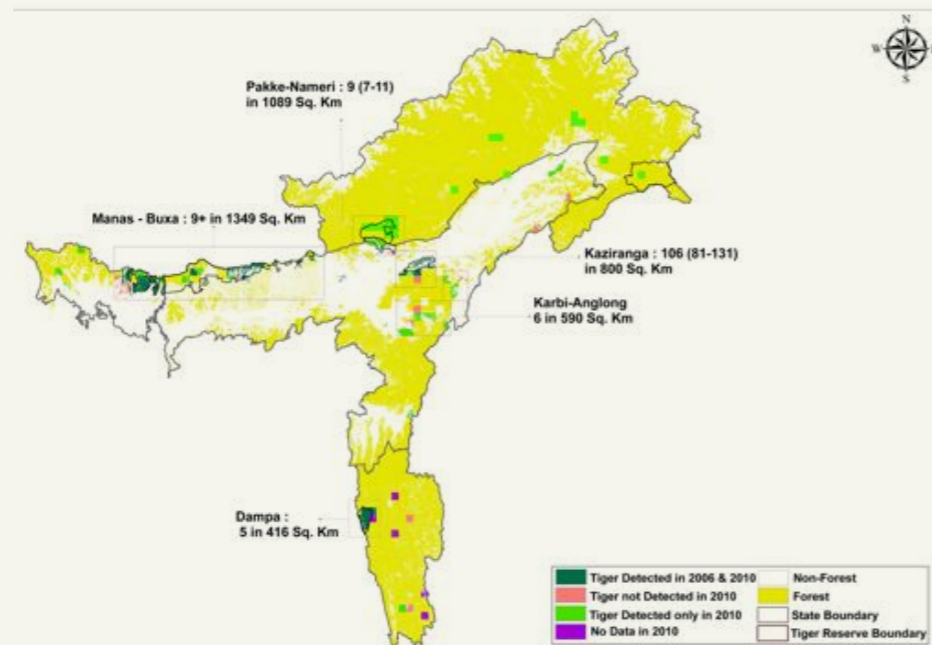 N
W
S
Pakke-Nameri : 9 (7-11)
in 1089 Sq. Km
Manas - Buxa : 9+ in 1349 Sq. Km
Kaziranga : 106 (81-131)
in 800 Sq. Km
Karbi-Anglong
6 in 590 Sq. Km
Dampa :
5 in 416 Sq. Km
Tiger Detected in 2006 & 2010
Tiger not Detected in 2010
Tiger Detected only in 2010
No Data in 2010
Non-Forest
Forest
State Boundary
Tiger Reserve Boundary